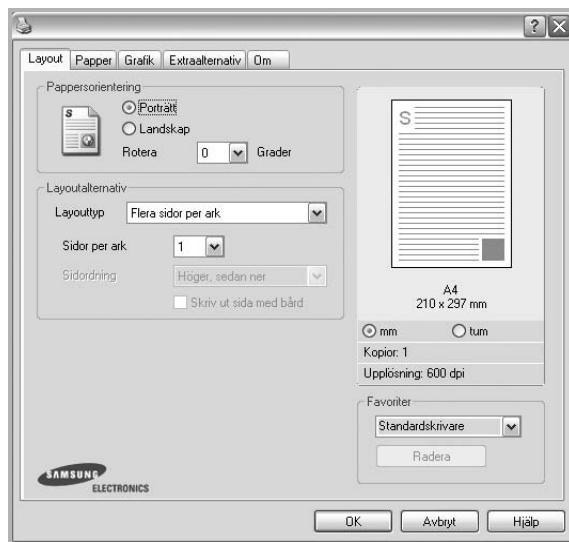 Layout Papper Grafik Extraalternativ Om
Pappersorientering
S
Porträtt
Landskap
Rotera 0 Grader
Layoutalternativ
Layouttyp Flera sidor per ark
Sidor per ark 1
Sidordning Höger, sedan ner
Skriv ut sida med bård
S
A4
210 x 297 mm
mm tum
Kopior: 1
Upplösning: 600 dpi
Favoriter
Standardskrivare
Radera
SAMSUNG
ELECTRONICS
OK Avbryt Hjälp